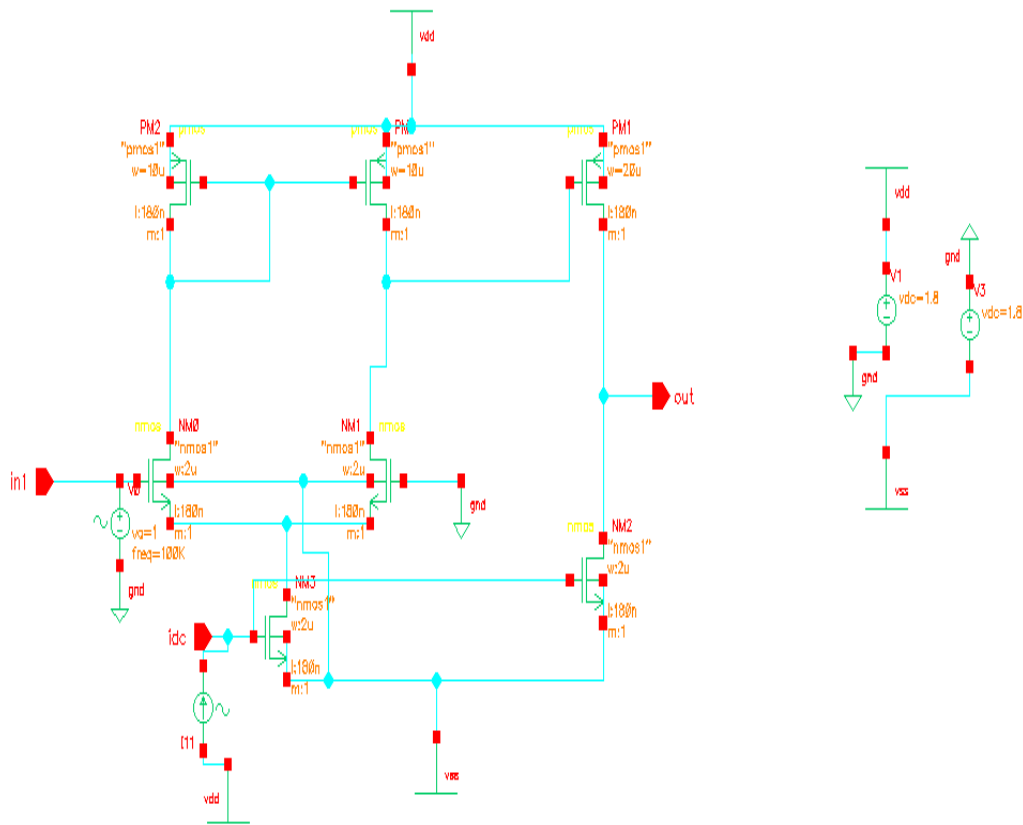 vdd
PM2
pmos
"pmos1"
w=10u
l:180n
m:1
PM
pmos
"pmos1"
w=10u
l:180n
m:1
PM1
pmos
"pmos1"
w=20u
l:180n
m:1
vdd
gnd
V1
vdc=1.8
V3
vdc=1.8
gnd
vss
out
nmos
NM0
"nmos1"
w:2u
l:180n
m:1
NM1
nmos
"nmos1"
w:2u
l:180n
m:1
in1
va=1
freq=100K
gnd
gnd
nmos
NM2
"nmos1"
w:2u
l:180n
m:1
NM3
nmos
"nmos1"
w:2u
l:180n
m:1
idc
I11
vdd
vss